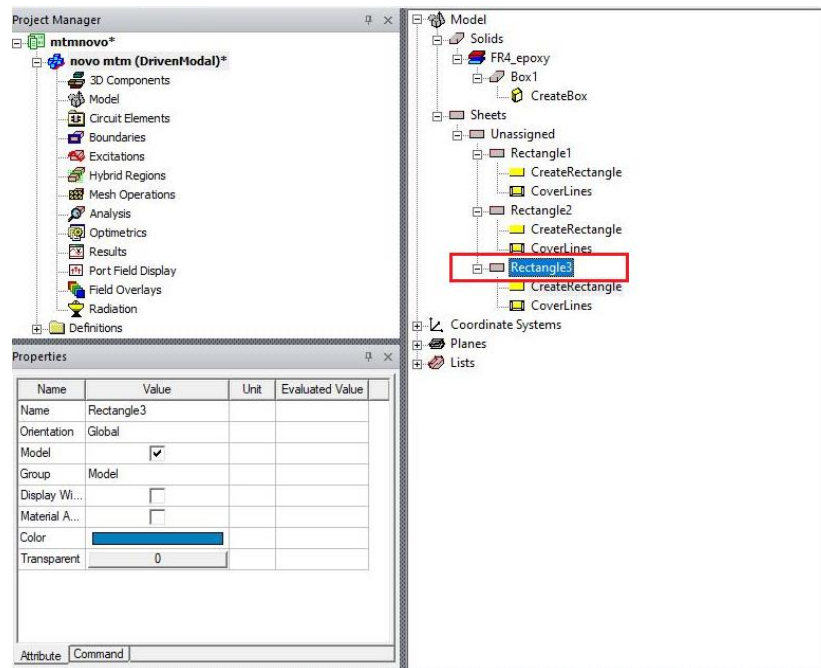 Project Manager
mtmnovo*
novo mtm (DrivenModal)*
3D Components
Model
Circuit Elements
Boundaries
Excitations
Hybrid Regions
Mesh Operations
Analysis
Optimetrics
Results
Port Field Display
Field Overlays
Radiation
Definitions
Properties
Name Value Unit Evaluated Value
Name Rectangle3
Orientation Global
Model
Group Model
Display Wi...
Material A...
Color
Transparent 0
Attribute Command
Model
Solids
FR4_epoxy
Box1
CreateBox
Sheets
Unassigned
Rectangle1
CreateRectangle
CoverLines
Rectangle2
CreateRectangle
CoverLines
Rectangle3
CreateRectangle
CoverLines
Coordinate Systems
Planes
Lists